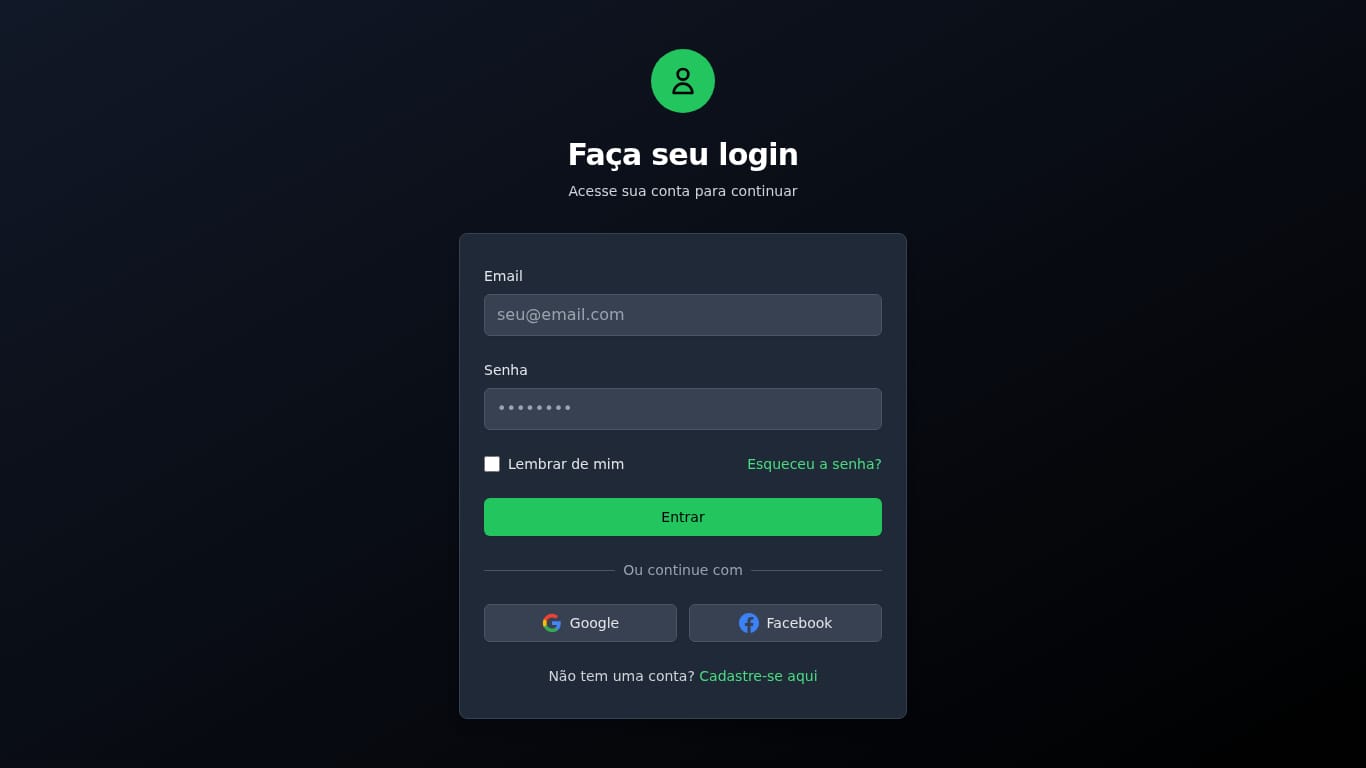 Faça seu login
Acesse sua conta para continuar
Email
seu@email.com
Senha
••••••••
Lembrar de mim
Esqueceu a senha?
Entrar
Ou continue com
Google
Facebook
Não tem uma conta? Cadastre-se aqui